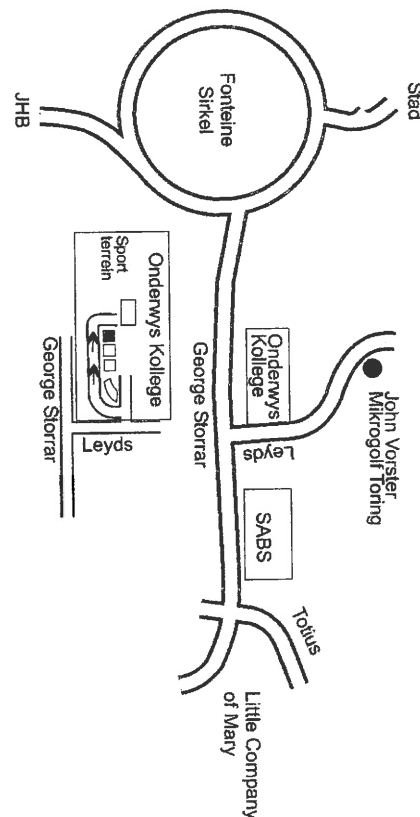 Stad
Fonteine
Sirkel
JHB
John Vorster
Mikrogolf Toring
Onderwys
Kollege
Leyds
George Storrar
SABS
Totius
Little Company
of Mary
Onderwys Kollege
Sport
terrein
Leyds
George Storrar